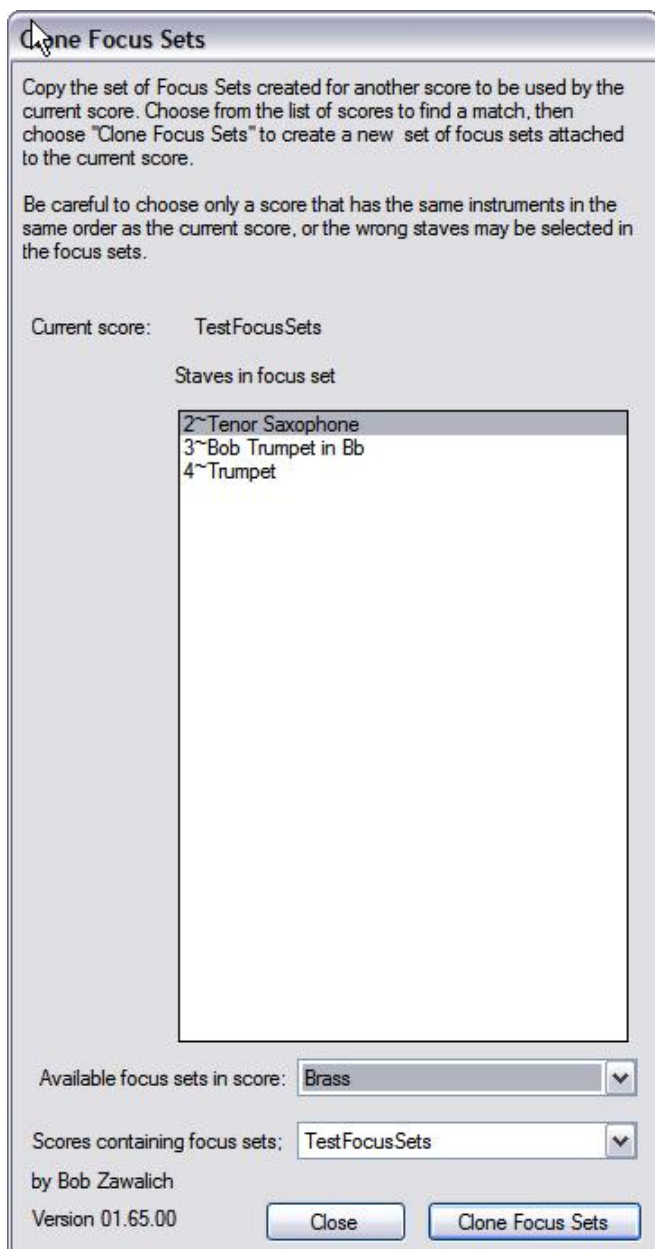 Clone Focus Sets
Copy the set of Focus Sets created for another score to be used by the
current score. Choose from the list of scores to find a match, then
choose "Clone Focus Sets" to create a new set of focus sets attached
to the current score.
Be careful to choose only a score that has the same instruments in the
same order as the current score, or the wrong staves may be selected in
the focus sets.
Current score: TestFocusSets
Staves in focus set
2~Tenor Saxophone
3~Bob Trumpet in Bb
4~Trumpet
Available focus sets in score: Brass
Scores containing focus sets; TestFocusSets
by Bob Zawalich
Version 01.65.00 Close Clone Focus Sets